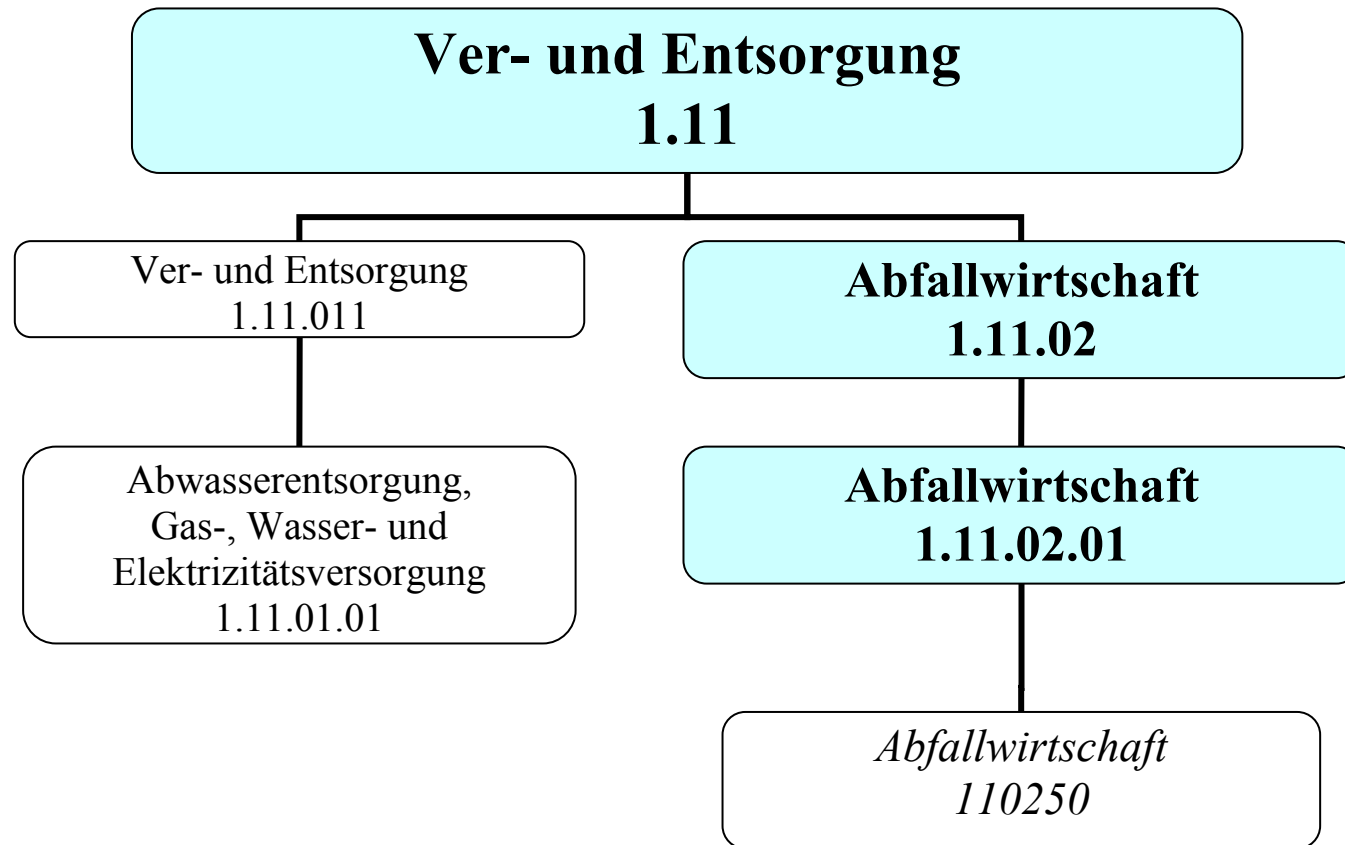 Ver- und Entsorgung
1.11
Ver- und Entsorgung
1.11.011
Abfallwirtschaft
1.11.02
Abwasserentsorgung,
Gas-, Wasser- und
Elektrizitätsversorgung
1.11.01.01
Abfallwirtschaft
1.11.02.01
Abfallwirtschaft
110250